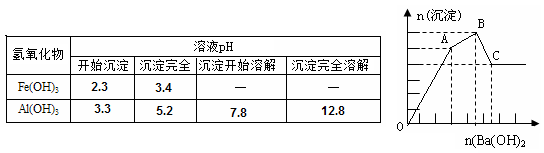 氢氧化物 溶液pH
开始沉淀 沉淀完全 沉淀开始溶解 沉淀完全溶解
Fe(OH)₃ 2.3 3.4 — —
Al(OH)₃ 3.3 5.2 7.8 12.8
n(沉淀)
B
A
C
O
n(Ba(OH)₂